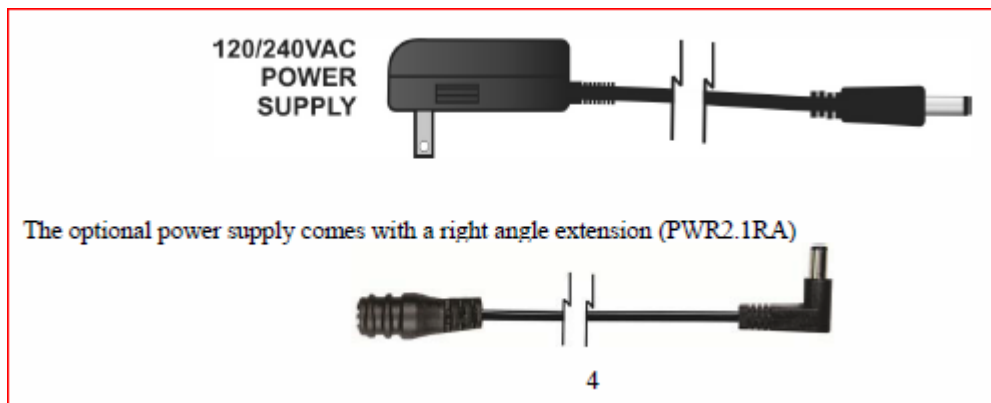 120/240VAC
POWER
SUPPLY
The optional power supply comes with a right angle extension (PWR2.1RA)
4